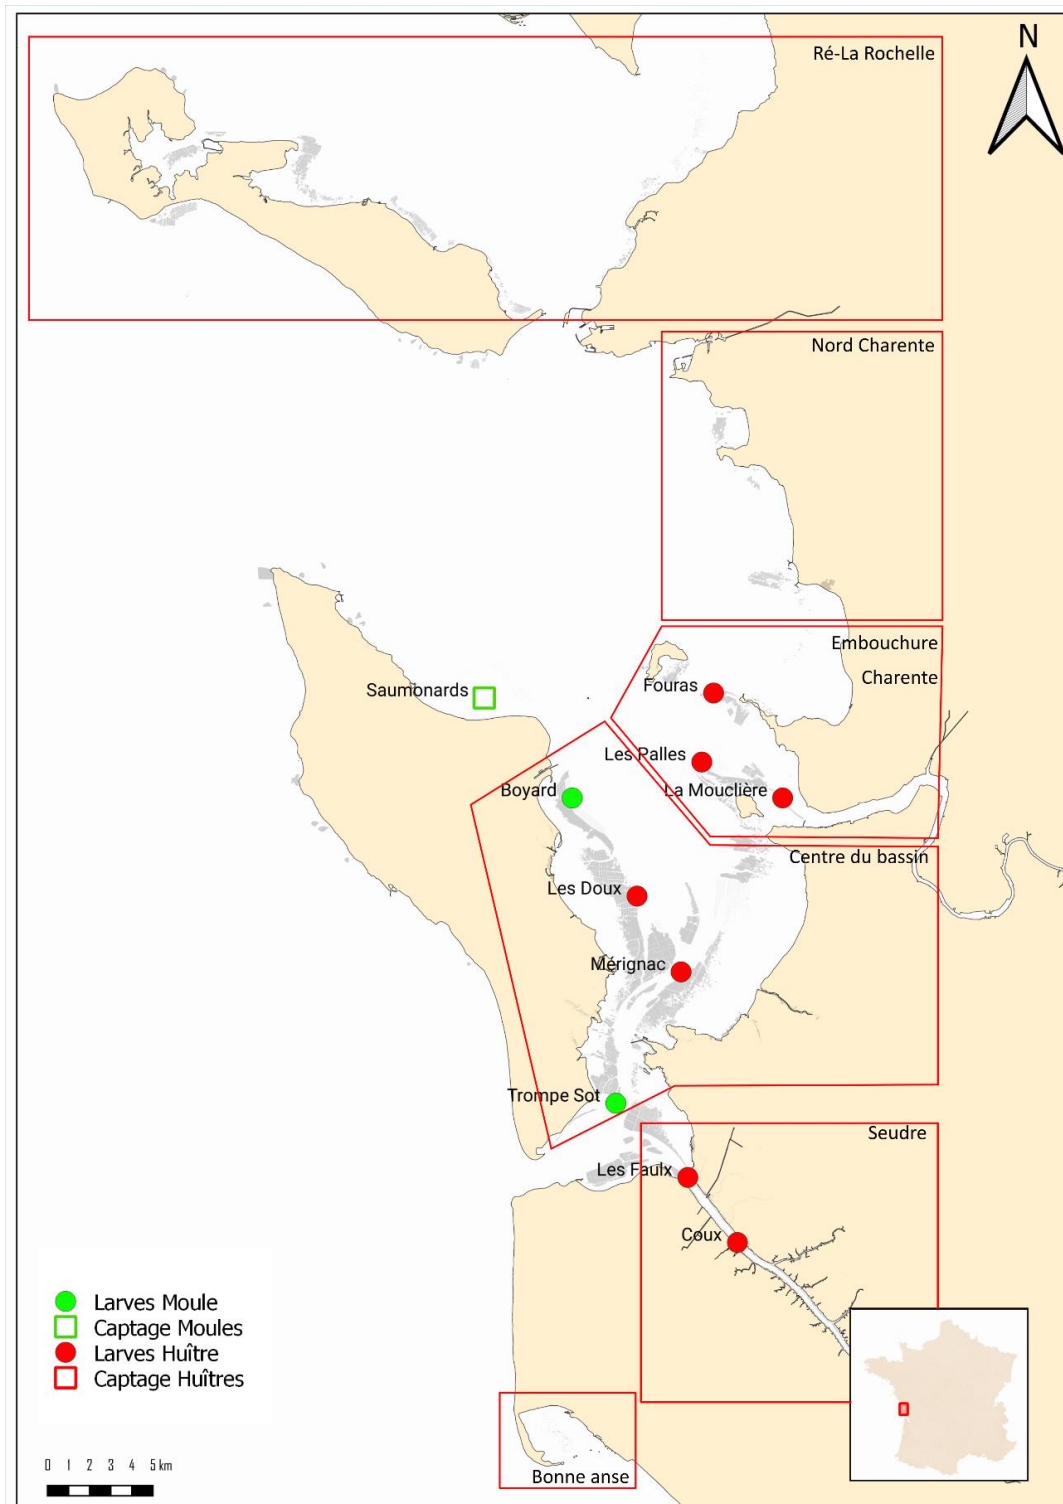 Ré-La Rochelle
N
Nord Charente
Embouchure
Charente
Saumonards
Fouras
Les Palles
La Mouclière
Boyard
Centre du bassin
Les Doux
Mérignac
Trompe Sot
Seudre
Les Faulx
Coux
Larves Moule
Captage Moules
Larves Huître
Captage Huîtres
Bonne anse
0 1 2 3 4 5 km